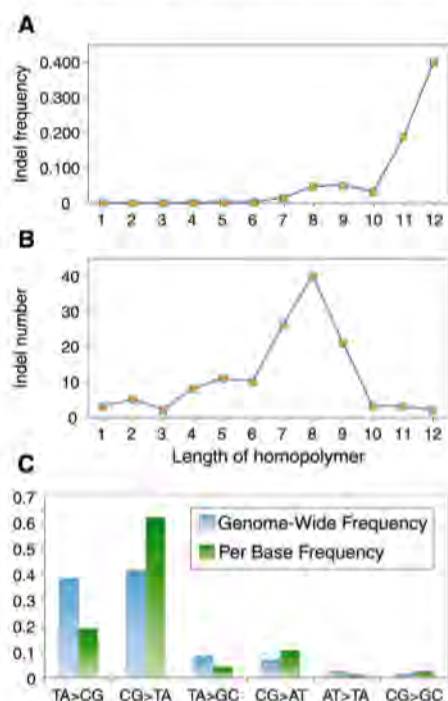 A
Indel frequency
0.400
0.300
0.200
0.100
0
1 2 3 4 5 6 7 8 9 10 11 12
B
Indel number
40
30
20
10
0
1 2 3 4 5 6 7 8 9 10 11 12
Length of homopolymer
C
0.7
0.6
0.5
0.4
0.3
0.2
0.1
0
Genome-Wide Frequency
Per Base Frequency
TA>CG CG>TA TA>GC CG>AT AT>TA CG>GC